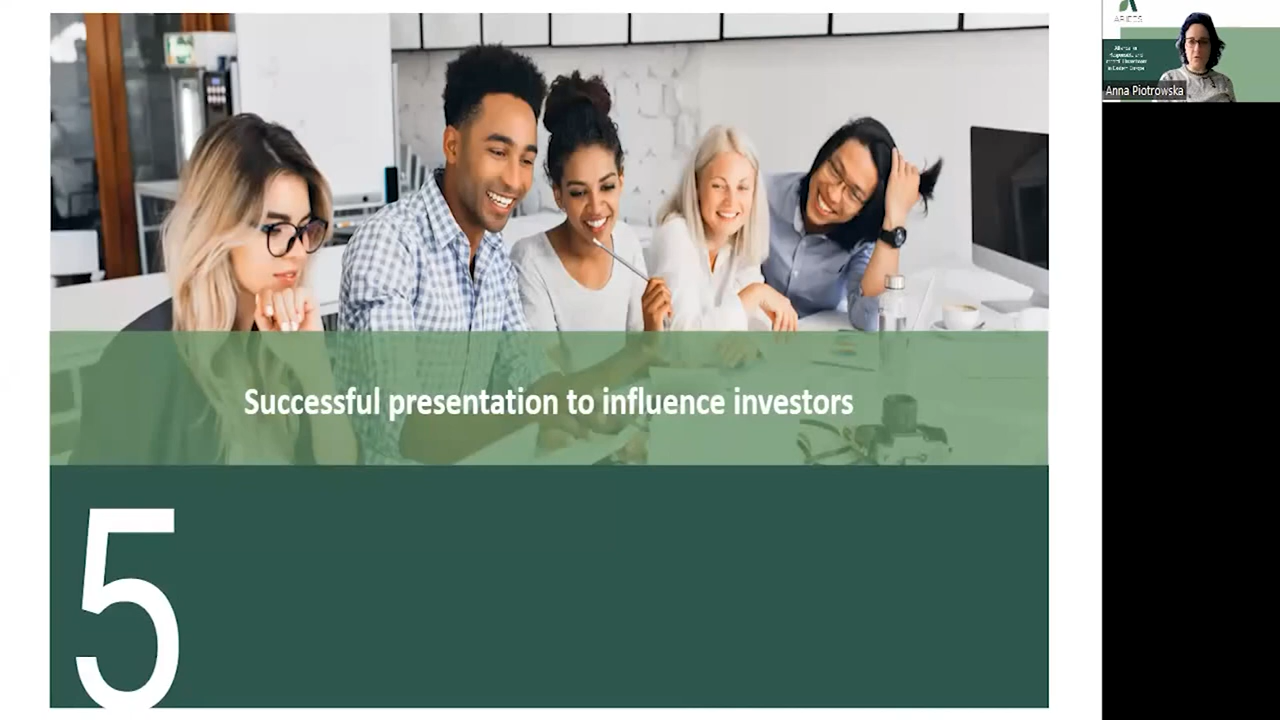 Successful presentation to influence investors
5
Anna Piotrowska